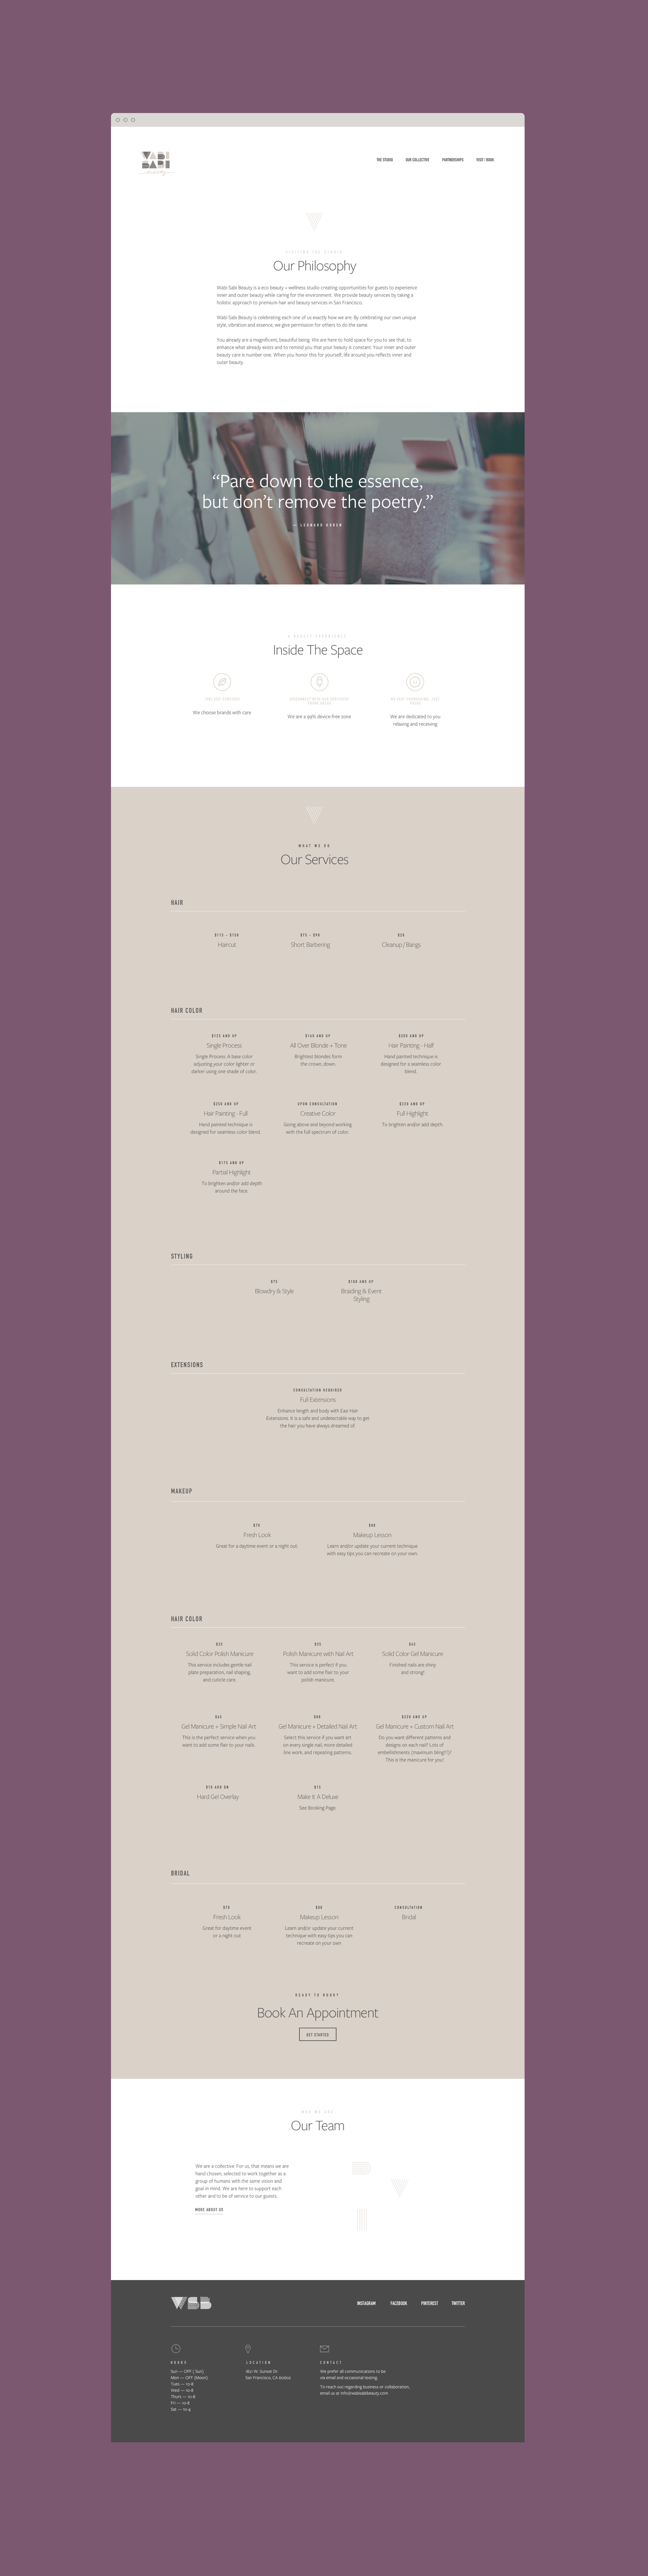 WABI
SABI
beauty
THE STUDIO
OUR COLLECTIVE
PARTNERSHIPS
VISIT / BOOK
VISITING THE STUDIO
Our Philosophy
Wabi Sabi Beauty is a eco beauty + wellness studio creating opportunities for guests to experience
inner and outer beauty while caring for the environment. We provide beauty services by taking a
holistic approach to premium hair and beauty services in San Francisco.
Wabi Sabi Beauty is celebrating each one of us exactly how we are. By celebrating our own unique
style, vibration and essence, we give permission for others to do the same.
You already are a magnificent, beautiful being. We are here to hold space for you to see that, to
enhance what already exists and to remind you that your beauty is constant. Your inner and outer
beauty care is number one. When you honor this for yourself, life around you reflects inner and
outer beauty.
“Pare down to the essence,
but don’t remove the poetry.”
— LEONARD KOREN
A BEAUTY EXPERIENCE
Inside The Space
We choose brands with care
We are a 99% device-free zone
We are dedicated to you
relaxing and receiving
WHAT WE DO
Our Services
HAIR
Haircut
Short Barbering
$20
Cleanup / Bangs
HAIR COLOR
$125 AND UP
Single Process
Single Process. A base color
adjusting your color lighter or
darker using one shade of color.
$160 AND UP
All Over Blonde + Tone
Brightest blondes form
the crown, down.
$200 AND UP
Hair Painting - Half
Hand painted technique is
designed for a seamless color
blend.
$250 AND UP
Hair Painting - Full
Hand painted technique is
designed for seamless color blend.
UPON CONSULTATION
Creative Color
Going above and beyond working
with the full spectrum of color.
$225 AND UP
Full Highlight
To brighten and/or add depth.
$175 AND UP
Partial Highlight
To brighten and/or add depth
around the face.
STYLING
$75
Blowdry & Style
$100 AND UP
Braiding & Event
Styling
EXTENSIONS
CONSULTATION REQUIRED
Full Extensions
Enhance length and body with Easi Hair
Extensions. It is a safe and undetectable way to get
the hair you have always dreamed of.
MAKEUP
$70
Fresh Look
Great for a daytime event or a night out.
$80
Makeup Lesson
Learn and/or update your current technique
with easy tips you can recreate on your own.
HAIR COLOR
Solid Color Polish Manicure
This service includes gentle nail
plate preparation, nail shaping,
and cuticle care.
$35
Polish Manicure with Nail Art
This service is perfect if you
want to add some flair to your
polish manicure.
Solid Color Gel Manicure
Finished nails are shiny
and strong!
$65
Gel Manicure + Simple Nail Art
This is the perfect service when you
want to add some flair to your nails.
$80
Gel Manicure + Detailed Nail Art
Select this service if you want art
on every single nail, more detailed
line work, and repeating patterns.
Gel Manicure + Custom Nail Art
Do you want different patterns and
designs on each nail? Lots of
embellishments (maximum bling!!!)?
This is the manicure for you!
$10 ADD ON
Hard Gel Overlay
$15
Make It A Deluxe
See Booking Page.
BRIDAL
$70
Fresh Look
Great for daytime event
or a night out
$80
Makeup Lesson
Learn and/or update your current
technique with easy tips you can
recreate on your own
CONSULTATION
Bridal
READY TO BOOK?
Book An Appointment
GET STARTED
WHO WE ARE
Our Team
We are a collective. For us, that means we are
hand chosen, selected to work together as a
group of humans with the same vision and
goal in mind. We are here to support each
other and to be of service to our guests.
MORE ABOUT US
WSB
INSTAGRAM
FACEBOOK
PINTEREST
TWITTER
HOURS
Sun — OFF ( Sun)
Mon — OFF (Moon)
Tues — 10-8
Wed — 10-8
Thurs — 10-8
Fri — 10-8
Sat — 10-4
LOCATION
San Francisco, CA
CONTACT
We prefer all communications to be
via email and occasional texting.
To reach our regarding business or collaboration,
email us at info@wabisabibeauty.com